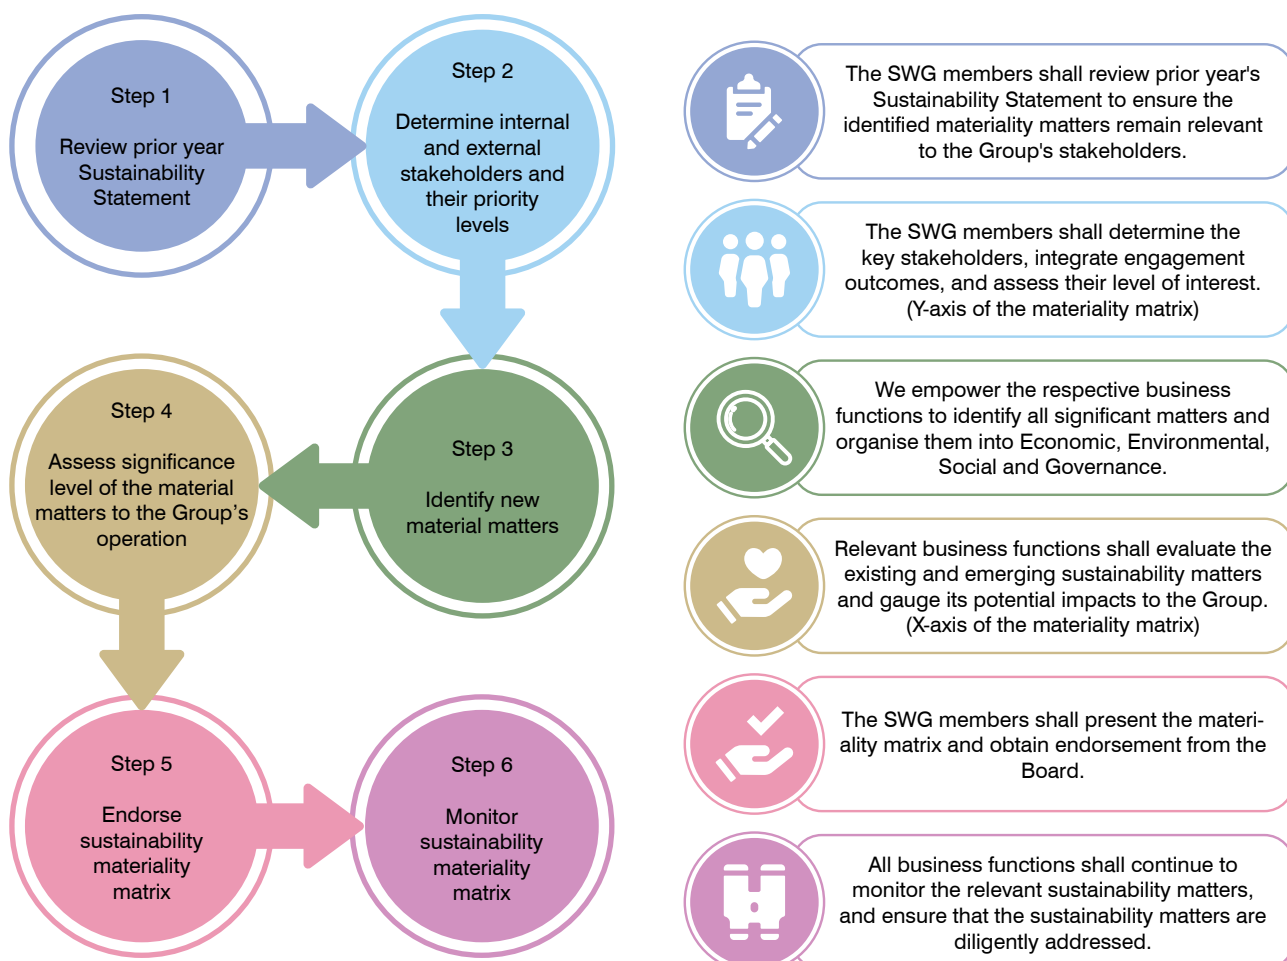 Step 1
Review prior year
Sustainability
Statement
Step 2
Determine internal
and external
stakeholders and
their priority
levels
Step 4
Assess significance
level of the material
matters to the Group’s
operation
Step 3
Identify new
material matters
Step 5
Endorse
sustainability
materiality
matrix
Step 6
Monitor
sustainability
materiality
matrix
The SWG members shall review prior year's
Sustainability Statement to ensure the
identified materiality matters remain relevant
to the Group's stakeholders.
The SWG members shall determine the
key stakeholders, integrate engagement
outcomes, and assess their level of interest.
(Y-axis of the materiality matrix)
We empower the respective business
functions to identify all significant matters and
organise them into Economic, Environmental,
Social and Governance.
Relevant business functions shall evaluate the
existing and emerging sustainability matters
and gauge its potential impacts to the Group.
(X-axis of the materiality matrix)
The SWG members shall present the materi-
ality matrix and obtain endorsement from the
Board.
All business functions shall continue to
monitor the relevant sustainability matters,
and ensure that the sustainability matters are
diligently addressed.